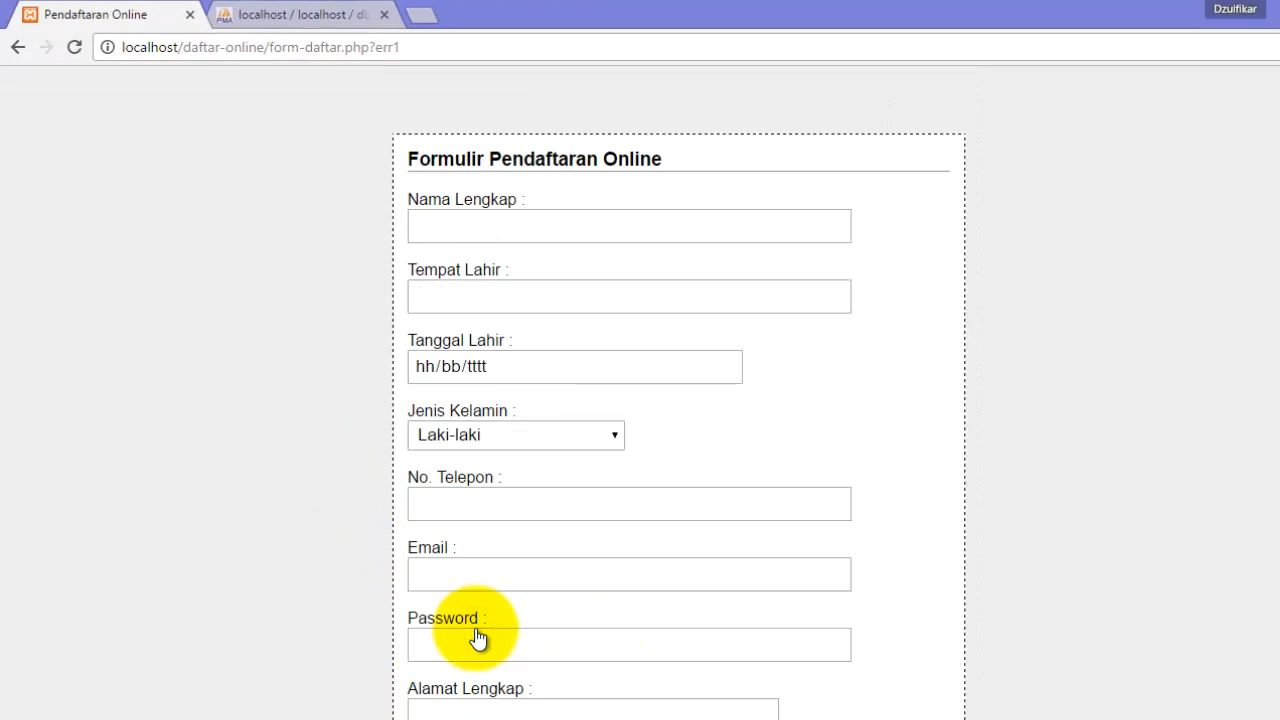 Pendaftaran Online
localhost / localhost / db
Dzulfikar
localhost/daftar-online/form-daftar.php?err1
Formulir Pendaftaran Online
Nama Lengkap :
Tempat Lahir :
Tanggal Lahir :
hh/bb/tttt
Jenis Kelamin :
Laki-laki
No. Telepon :
Email :
Password :
Alamat Lengkap :